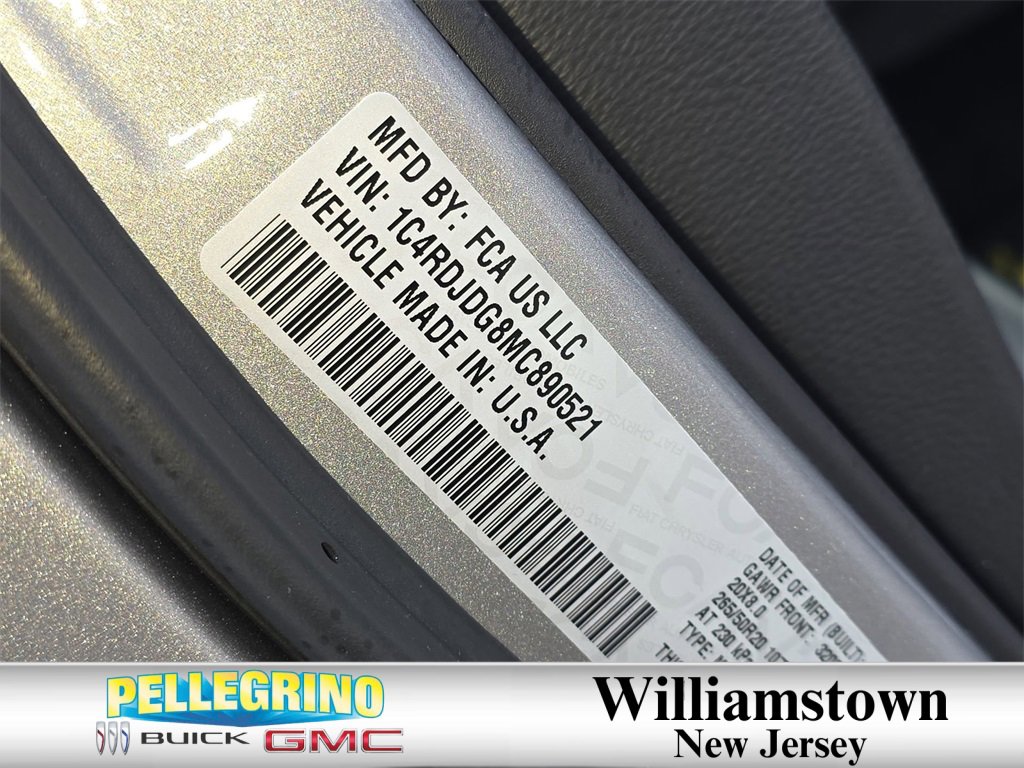 MFD BY: FCA US LLC
VIN: 1C4RDJDG8MC890521
VEHICLE MADE IN: U.S.A.
DATE OF MFR (BUILT):
GAWR FRONT:
20X8.0
265/50R20
AT 230 kPa
TYPE:
PELLEGRINO
BUICK GMC
Williamstown
New Jersey